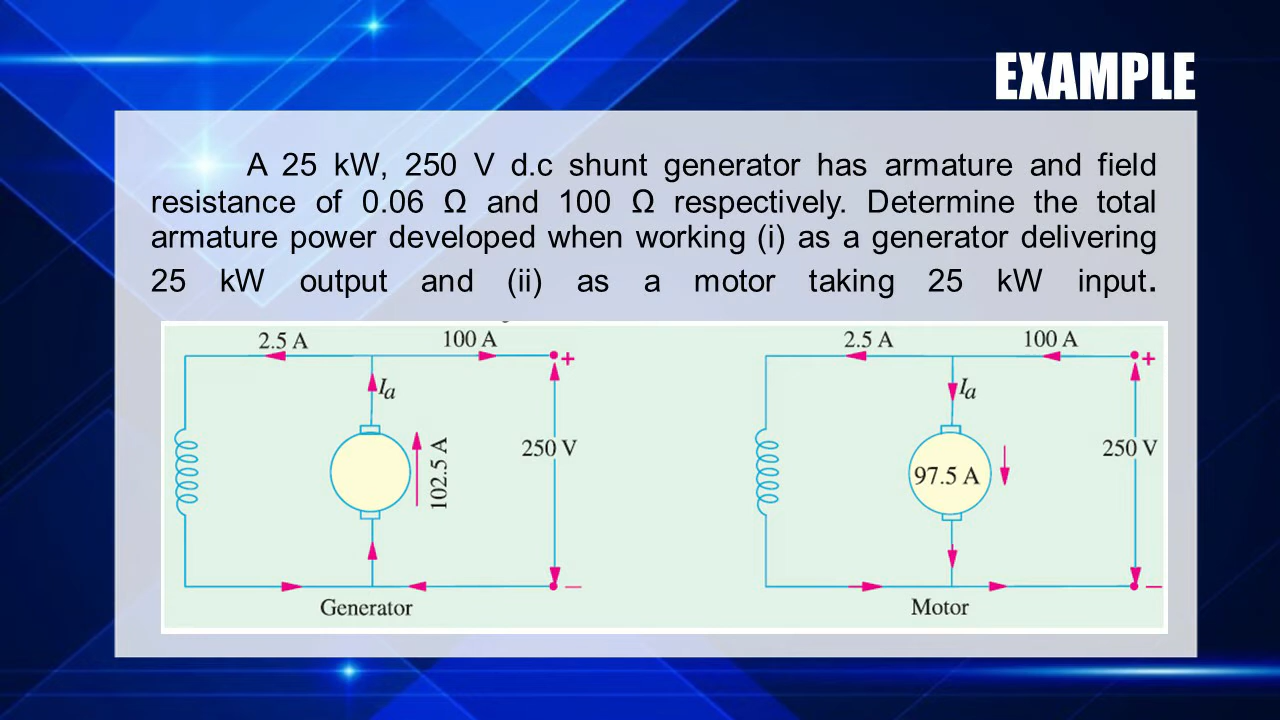 EXAMPLE
A 25 kW, 250 V d.c shunt generator has armature and field
resistance of 0.06 Ω and 100 Ω respectively. Determine the total
armature power developed when working (i) as a generator delivering
25 kW output and (ii) as a motor taking 25 kW input.
2.5 A 100 A
+
Ia
102.5 A
250 V
−
Generator
2.5 A 100 A
+
Ia
97.5 A
250 V
−
Motor